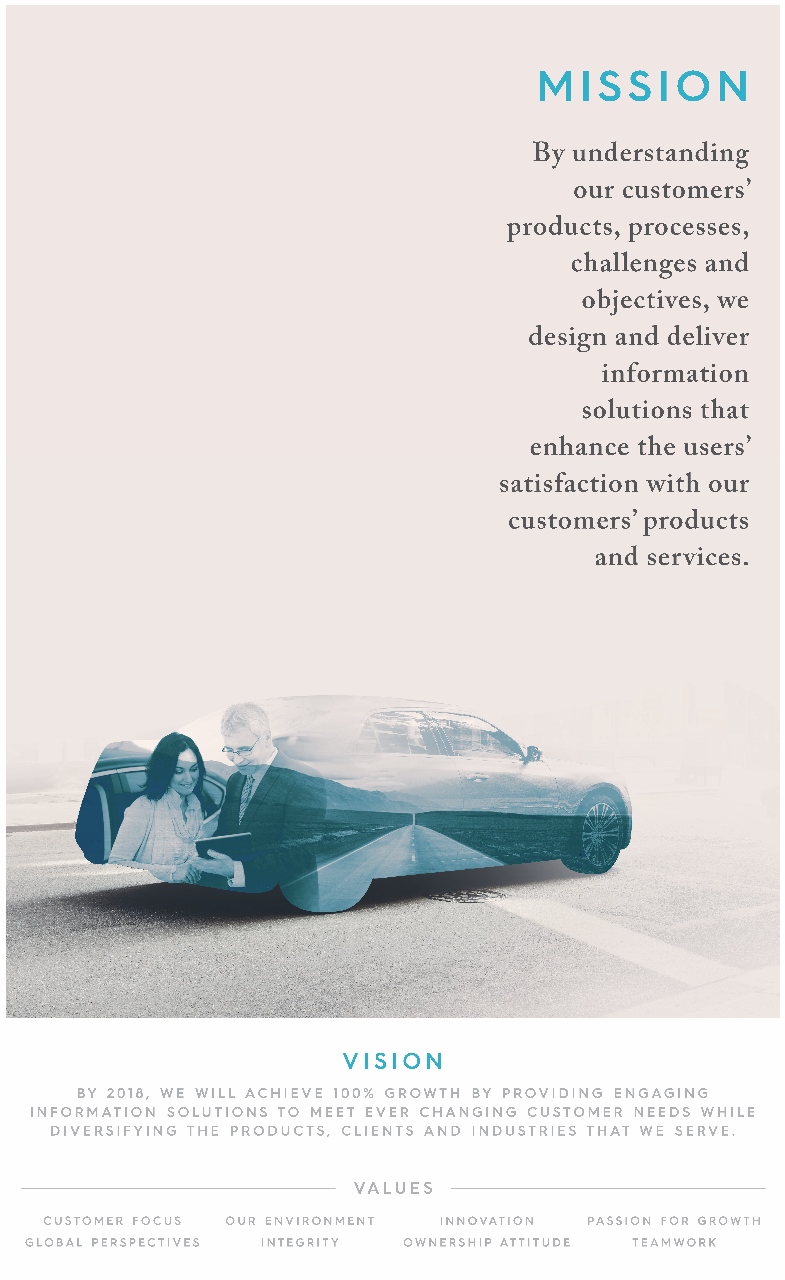 MISSION
By understanding
our customers’
products, processes,
challenges and
objectives, we
design and deliver
information
solutions that
enhance the users’
satisfaction with our
customers’ products
and services.
VISION
BY 2018, WE WILL ACHIEVE 100% GROWTH BY PROVIDING ENGAGING
INFORMATION SOLUTIONS TO MEET EVER CHANGING CUSTOMER NEEDS WHILE
DIVERSIFYING THE PRODUCTS, CLIENTS AND INDUSTRIES THAT WE SERVE.
VALUES
CUSTOMER FOCUS OUR ENVIRONMENT INNOVATION PASSION FOR GROWTH
GLOBAL PERSPECTIVES INTEGRITY OWNERSHIP ATTITUDE TEAMWORK